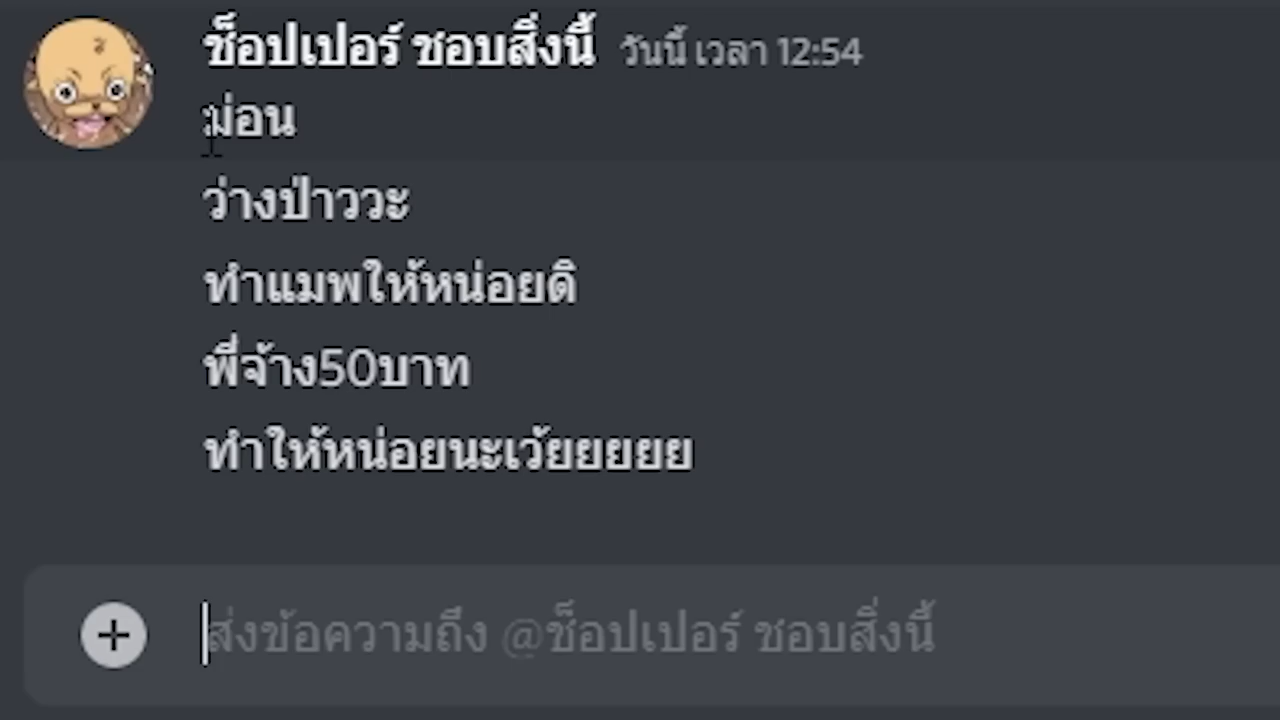 ช็อปเปอร์ ชอบสิ่งนี้ วันนี้ เวลา 12:54
ม่อน
ว่างป่าววะ
ทำแมพให้หน่อยดิ
พี่จ้าง50บาท
ทำให้หน่อยนะเว้ยยยยย
ส่งข้อความถึง @ช็อปเปอร์ ชอบสิ่งนี้